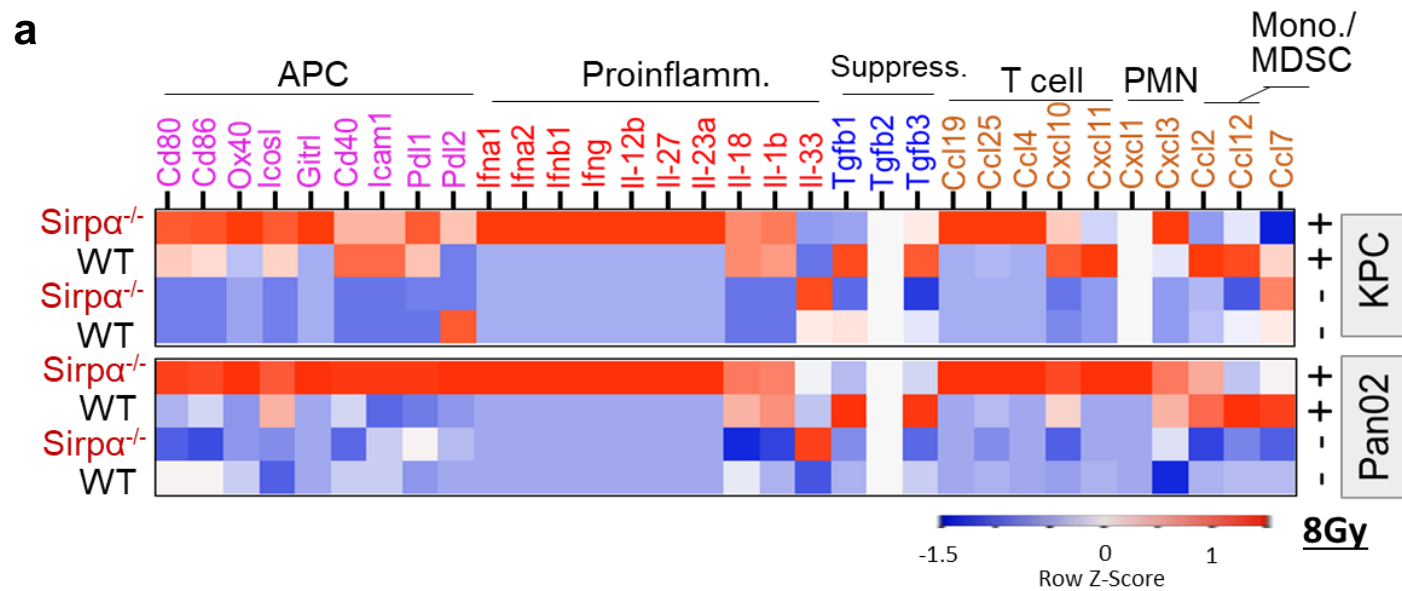 a
Mono./
MDSC
APC
Proinflamm.
Suppress.
T cell
PMN
Cd80
Cd86
Ox40
Icosl
Gitrl
Cd40
Icam1
Pdl1
Pdl2
Ifna1
Ifna2
Ifnb1
Ifng
Il-12b
Il-27
Il-23a
Il-18
Il-1b
Il-33
Tgfb1
Tgfb2
Tgfb3
Ccl19
Ccl25
Ccl4
Cxcl10
Cxcl11
Cxcl1
Cxcl3
Ccl2
Ccl12
Ccl7
Sirpα-/- +
WT +
Sirpα-/- -
WT -
KPC
Sirpα-/- +
WT +
Sirpα-/- -
WT -
Pan02
8Gy
-1.5 0 1
Row Z-Score